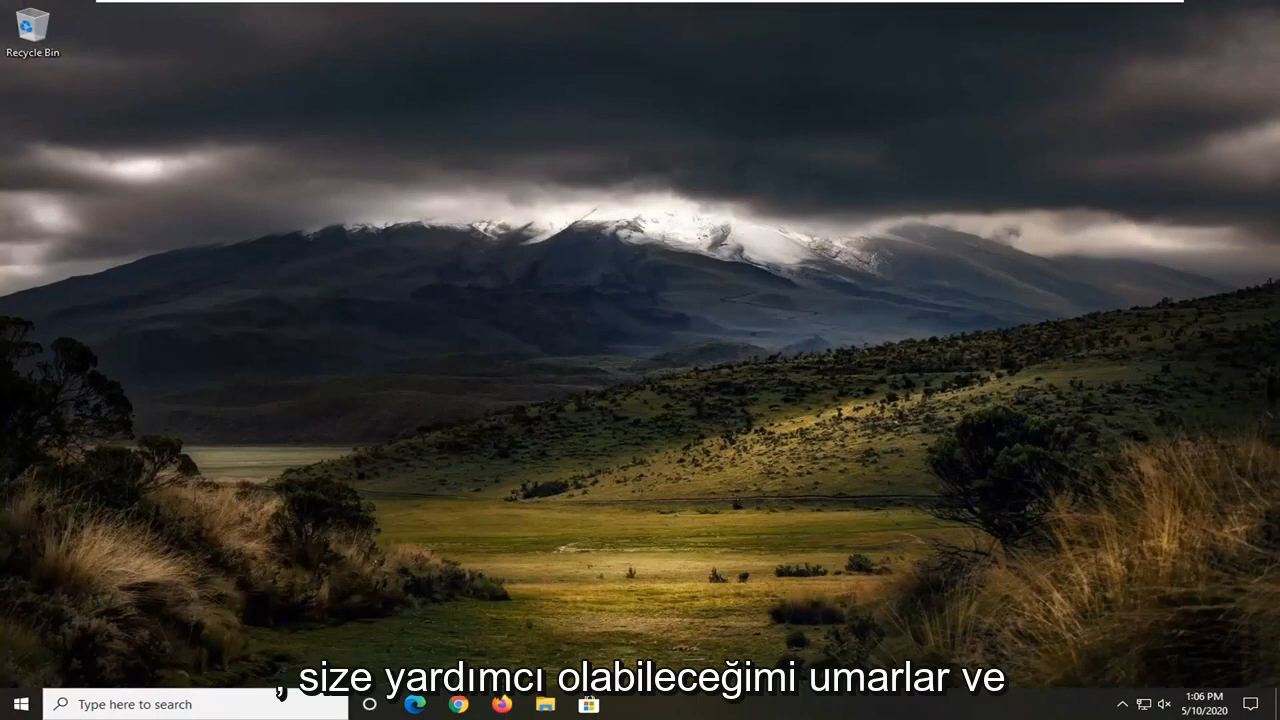 Recycle Bin
, size yardımcı olabileceğimi umarlar ve
Type here to search
1:06 PM
5/10/2020